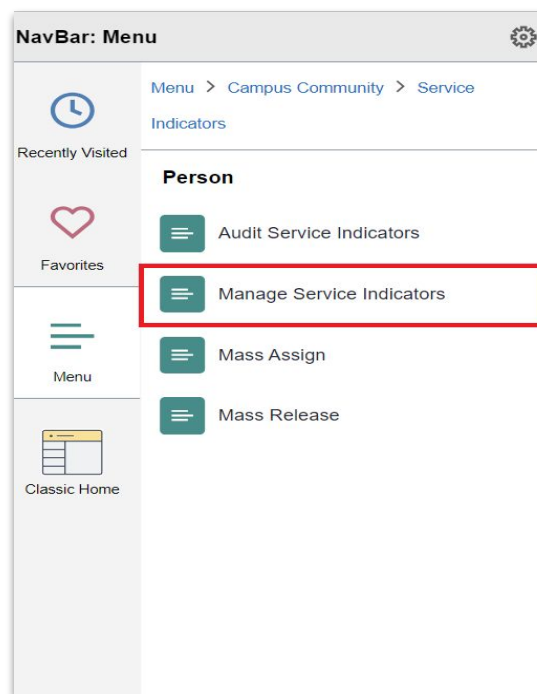 NavBar: Menu
Recently Visited
Favorites
Menu
Classic Home
Menu > Campus Community > Service
Indicators
Person
Audit Service Indicators
Manage Service Indicators
Mass Assign
Mass Release